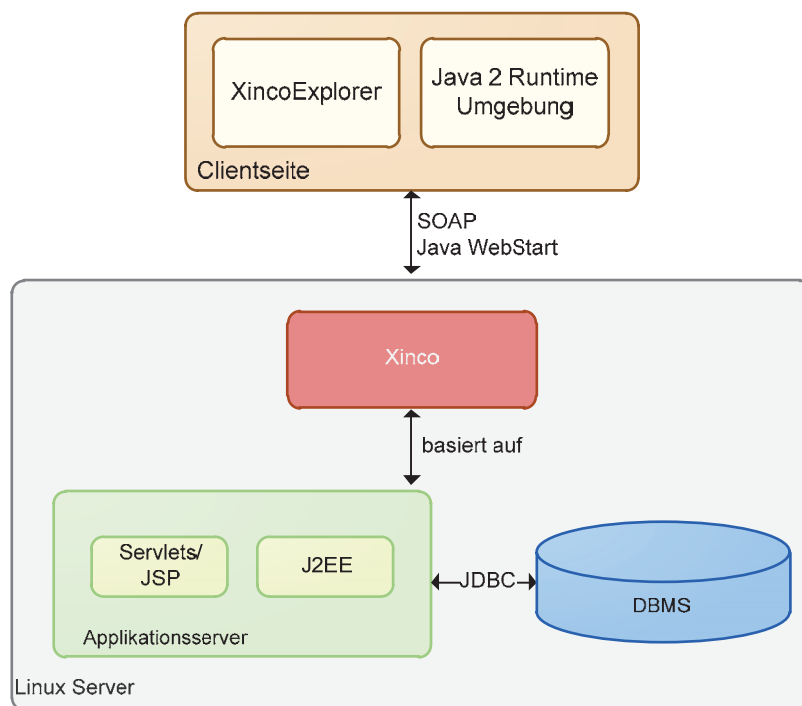 XincoExplorer
Java 2 Runtime
Umgebung
Clientseite
SOAP
Java WebStart
Xinco
basiert auf
Servlets/
JSP
J2EE
JDBC
DBMS
Applikationsserver
Linux Server